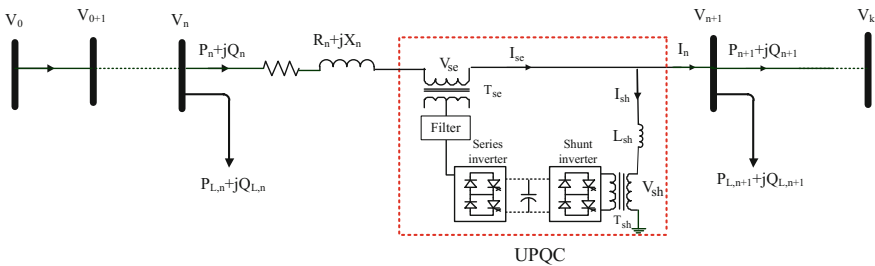 V0
V0+1
Vn
Pn+jQn
Rn+jXn
Vse
Ise
In
Vn+1
Pn+1+jQn+1
Vk
Tse
Ish
Filter
Lsh
Series
inverter
Shunt
inverter
Vsh
Tsh
PL,n+jQL,n
PL,n+1+jQL,n+1
UPQC